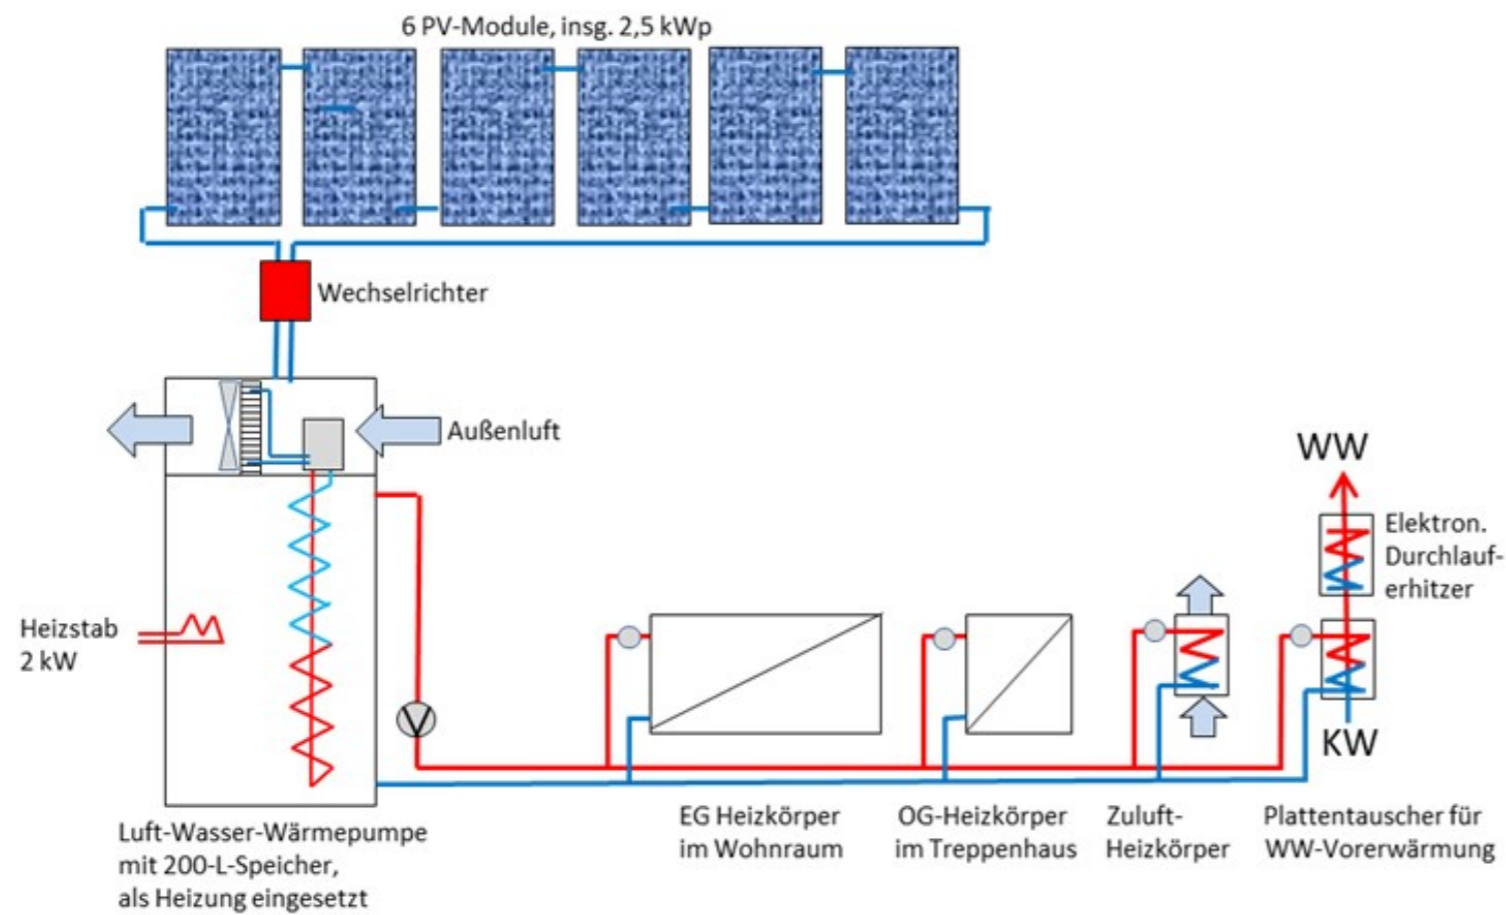 6 PV-Module, insg. 2,5 kWp
Wechselrichter
Außenluft
WW
Elektron.
Durchlauf-
erhitzer
Heizstab
2 kW
V
KW
Luft-Wasser-Wärmepumpe
mit 200-L-Speicher,
als Heizung eingesetzt
EG Heizkörper
im Wohnraum
OG-Heizkörper
im Treppenhaus
Zuluft-
Heizkörper
Plattentauscher für
WW-Vorerwärmung